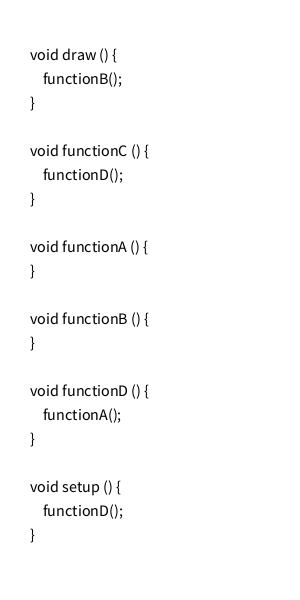 void draw () {
    functionB();
}

void functionC () {
    functionD();
}

void functionA () {
}

void functionB () {
}

void functionD () {
    functionA();
}

void setup () {
    functionD();
}